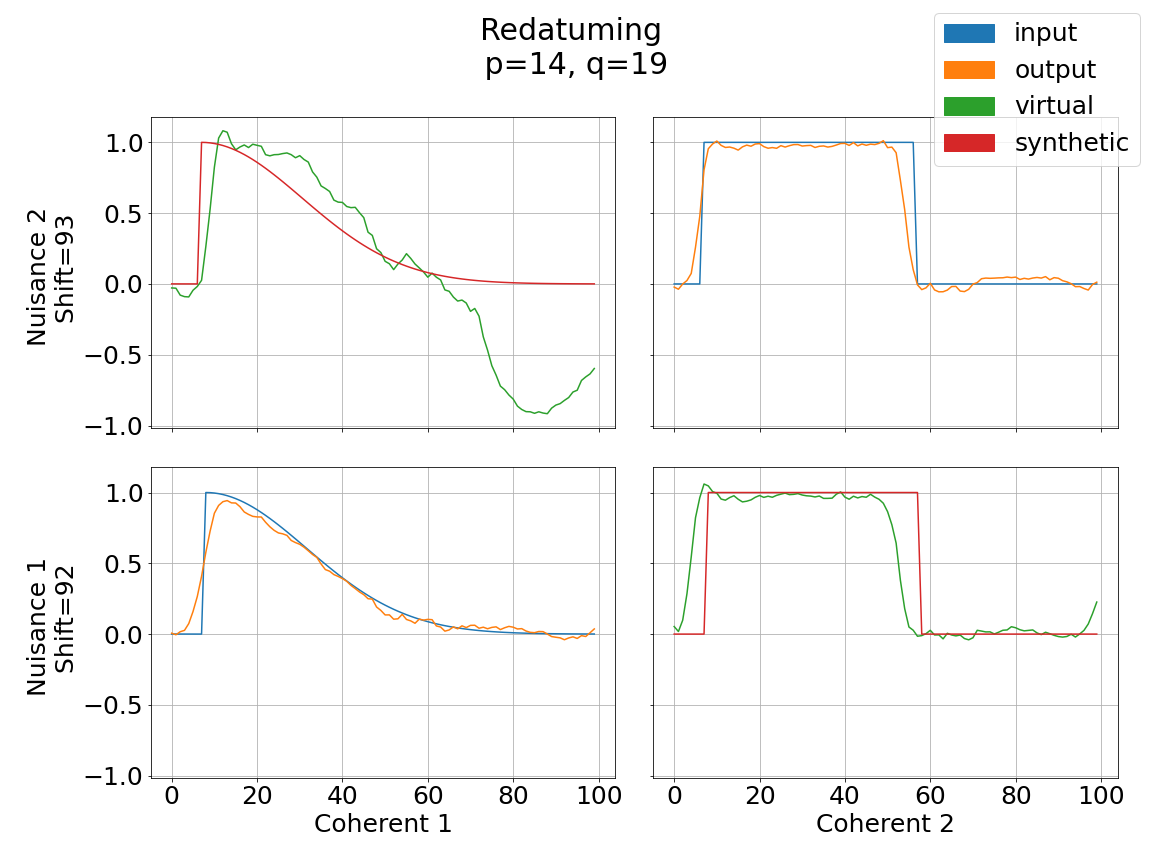 Redatuming
p=14, q=19
input
output
virtual
synthetic
Nuisance 2
Shift=93
1.0
0.5
0.0
−0.5
−1.0
Nuisance 1
Shift=92
1.0
0.5
0.0
−0.5
−1.0
0 20 40 60 80 100
0 20 40 60 80 100
Coherent 1
Coherent 2